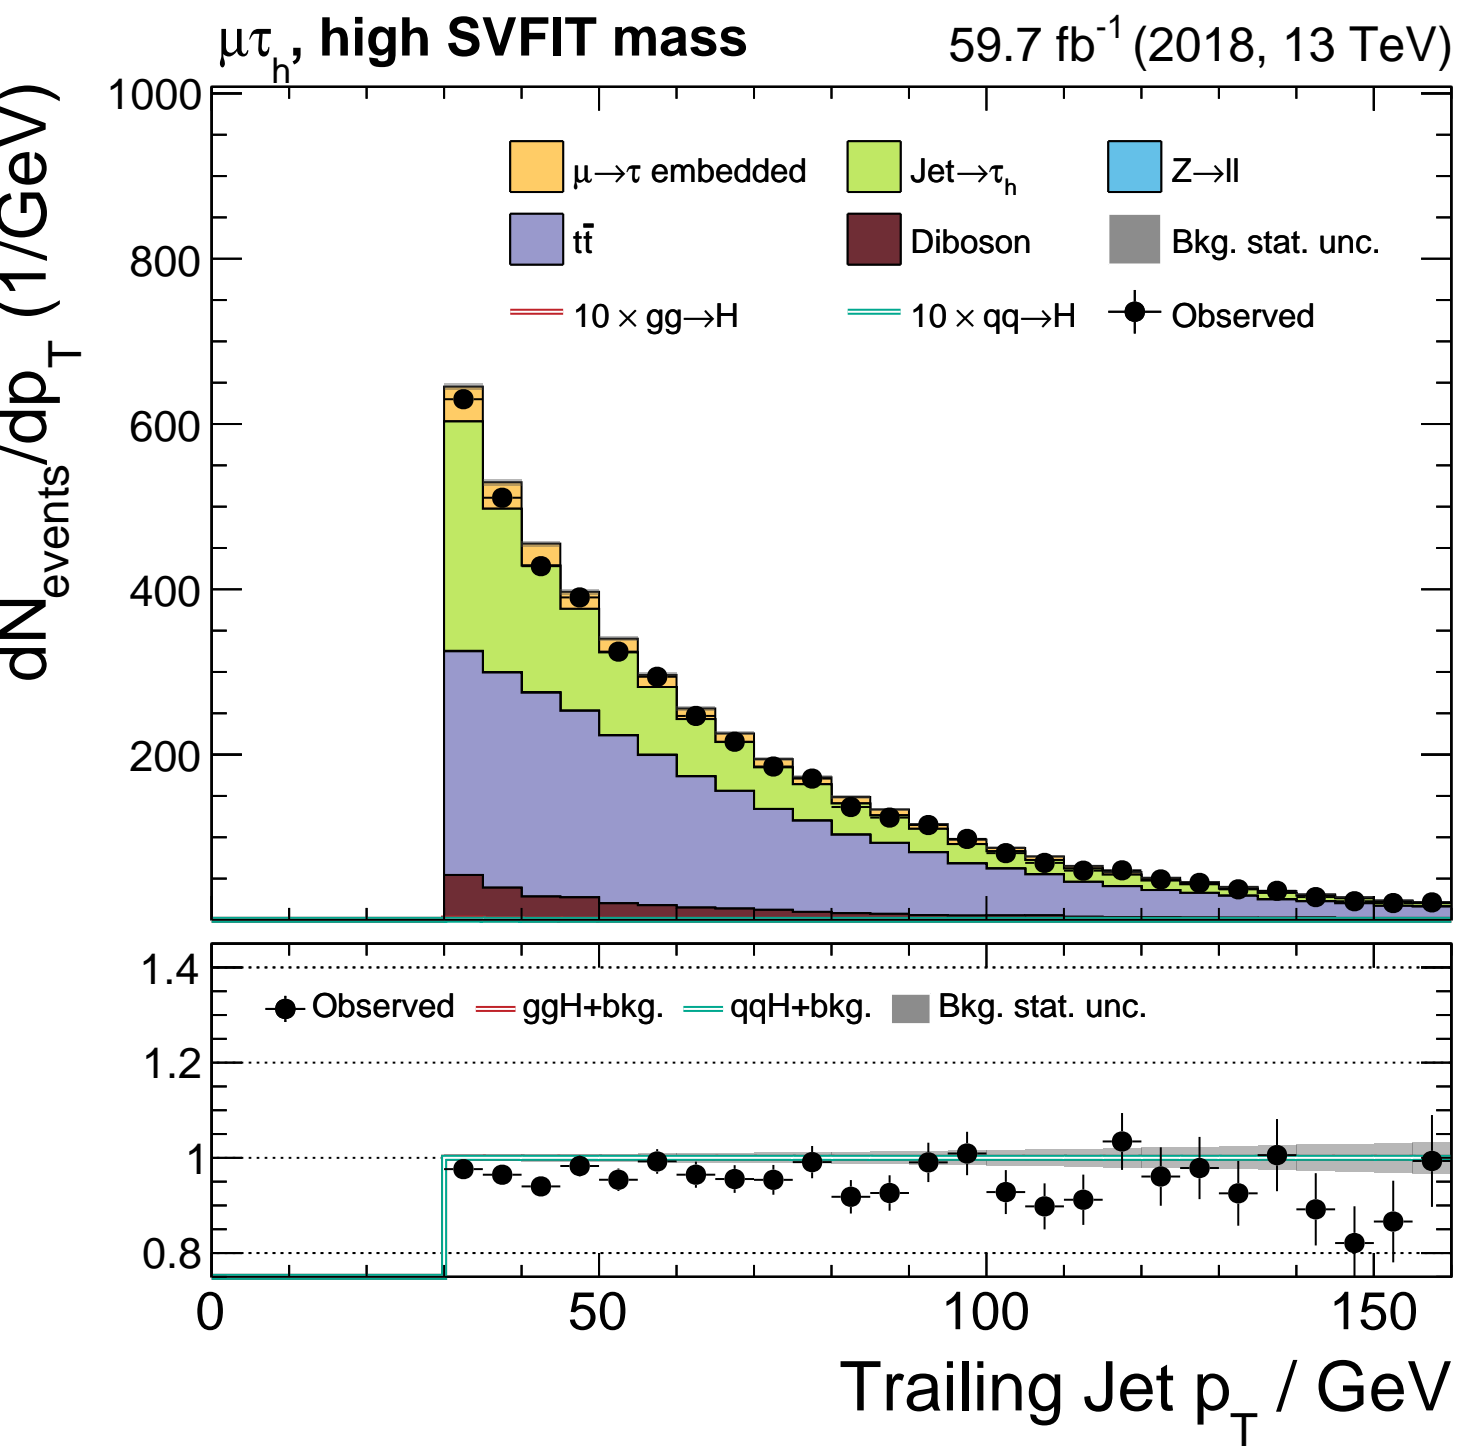 μτh, high SVFIT mass
59.7 fb-1 (2018, 13 TeV)
dNevents/dpT (1/GeV)
1000
800
600
400
200
μ→τ embedded
Jet→τh
Z→ll
tt̄
Diboson
Bkg. stat. unc.
10 × gg→H
10 × qq→H
Observed
1.4
1.2
1
0.8
Observed
ggH+bkg.
qqH+bkg.
Bkg. stat. unc.
0
50
100
150
Trailing Jet pT / GeV